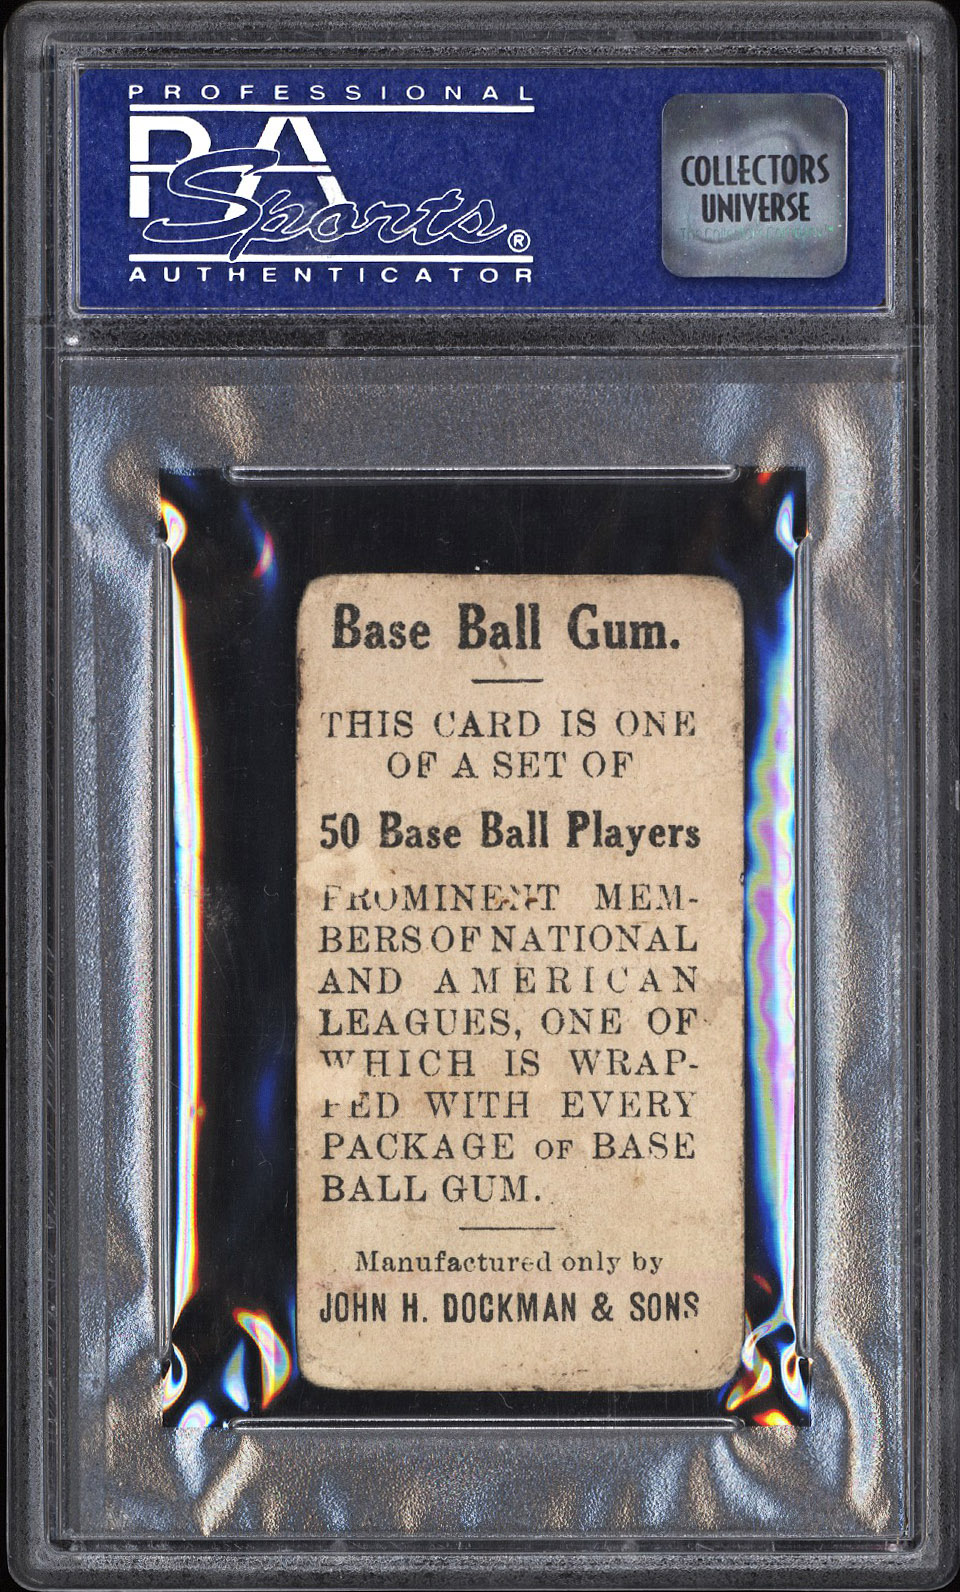 PROFESSIONAL
PSA
Sports®
AUTHENTICATOR
COLLECTORS
UNIVERSE
Base Ball Gum.
THIS CARD IS ONE
OF A SET OF
50 Base Ball Players
PROMINENT MEM-
BERS OF NATIONAL
AND AMERICAN
LEAGUES, ONE OF
WHICH IS WRAP-
PED WITH EVERY
PACKAGE OF BASE
BALL GUM.
Manufactured only by
JOHN H. DOCKMAN & SONS